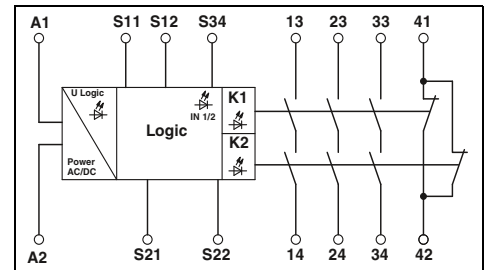 A1 S11 S12 S34 13 23 33 41
U Logic
IN 1/2
K1
Logic
K2
Power
AC/DC
A2 S21 S22 14 24 34 42